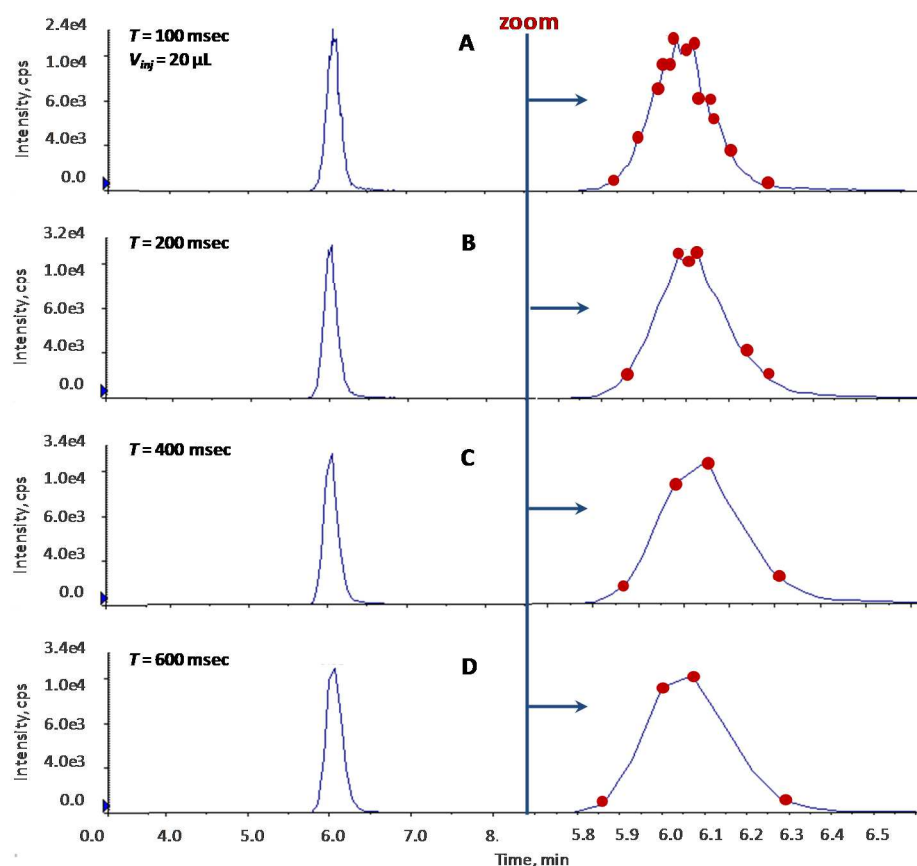 zoom
2.4e4
T = 100 msec
A
V inj = 20 µL
1.0e4
6.0e3
4.0e3
0.0
Intensity, cps
3.2e4
T = 200 msec
B
1.0e4
6.0e3
4.0e3
0.0
Intensity, cps
3.4e4
T = 400 msec
C
1.0e4
6.0e3
4.0e3
0.0
Intensity, cps
3.4e4
T = 600 msec
D
1.0e4
6.0e3
4.0e3
0.0
Intensity, cps
0.0 4.0 5.0 6.0 7.0 8. 5.8 5.9 6.0 6.1 6.2 6.3 6.4 6.5
Time, min